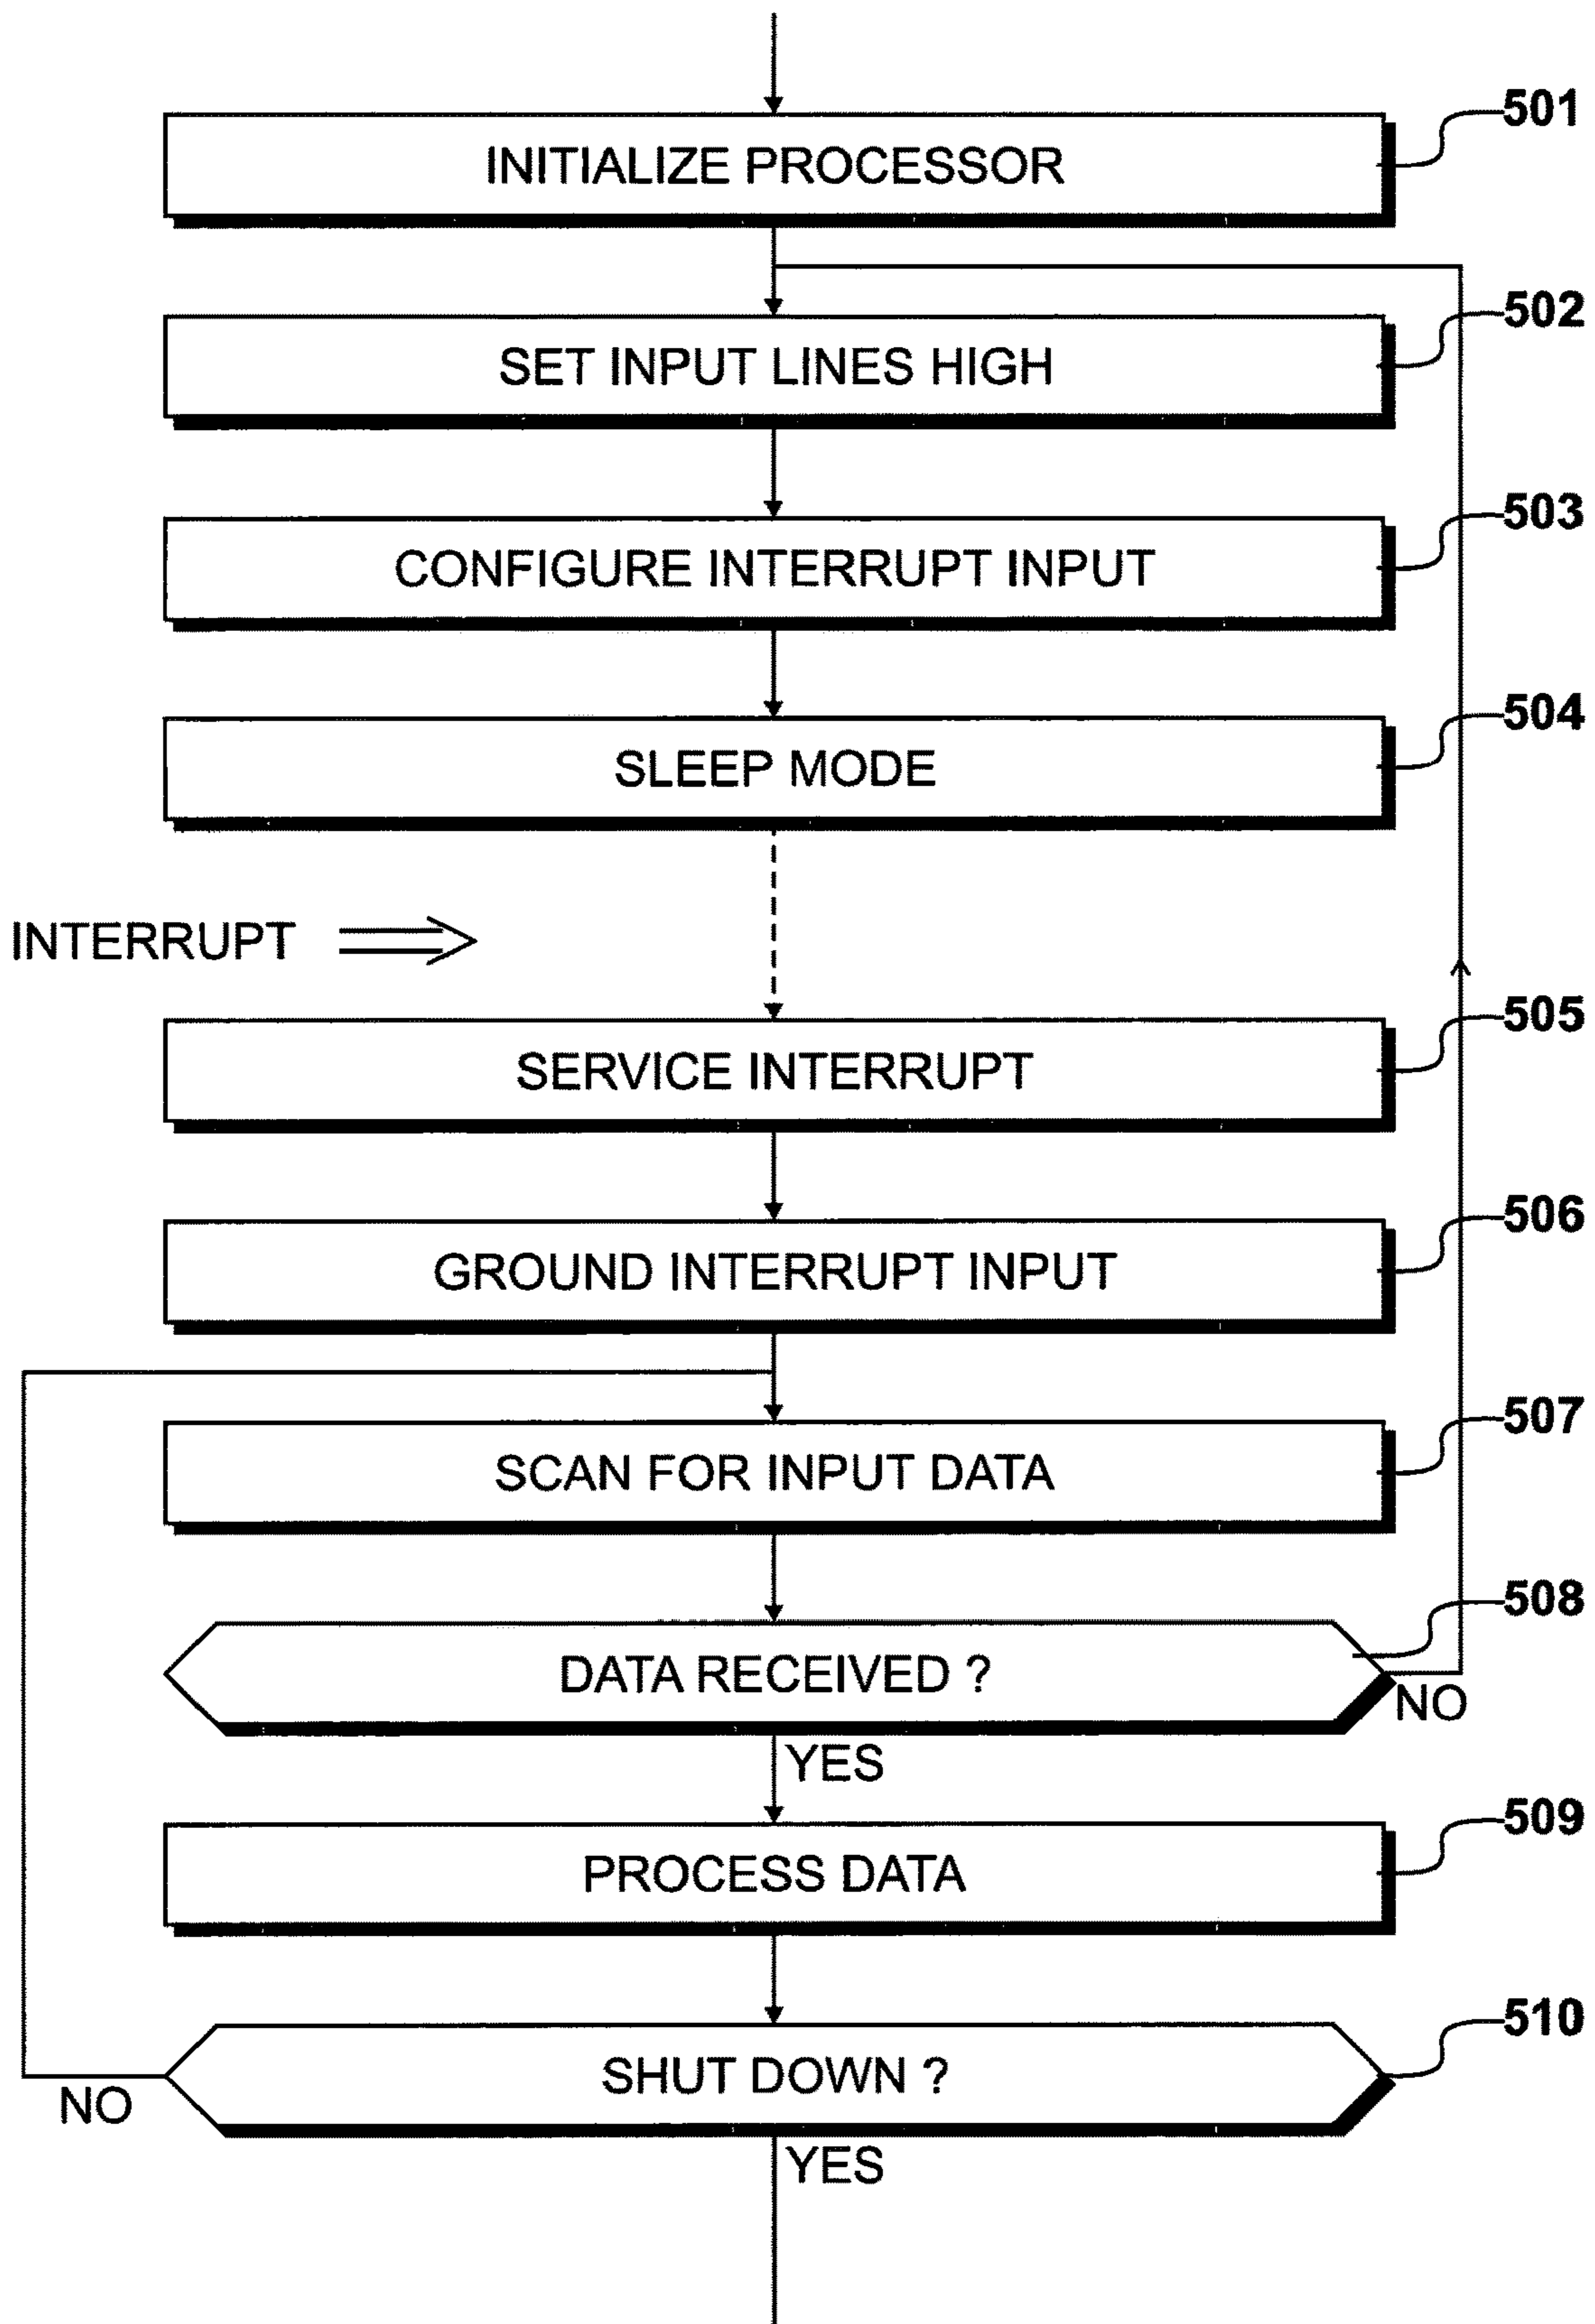 501
INITIALIZE PROCESSOR
502
SET INPUT LINES HIGH
503
CONFIGURE INTERRUPT INPUT
504
SLEEP MODE
INTERRUPT
505
SERVICE INTERRUPT
506
GROUND INTERRUPT INPUT
507
SCAN FOR INPUT DATA
508
DATA RECEIVED ?
NO
YES
509
PROCESS DATA
510
SHUT DOWN ?
NO
YES